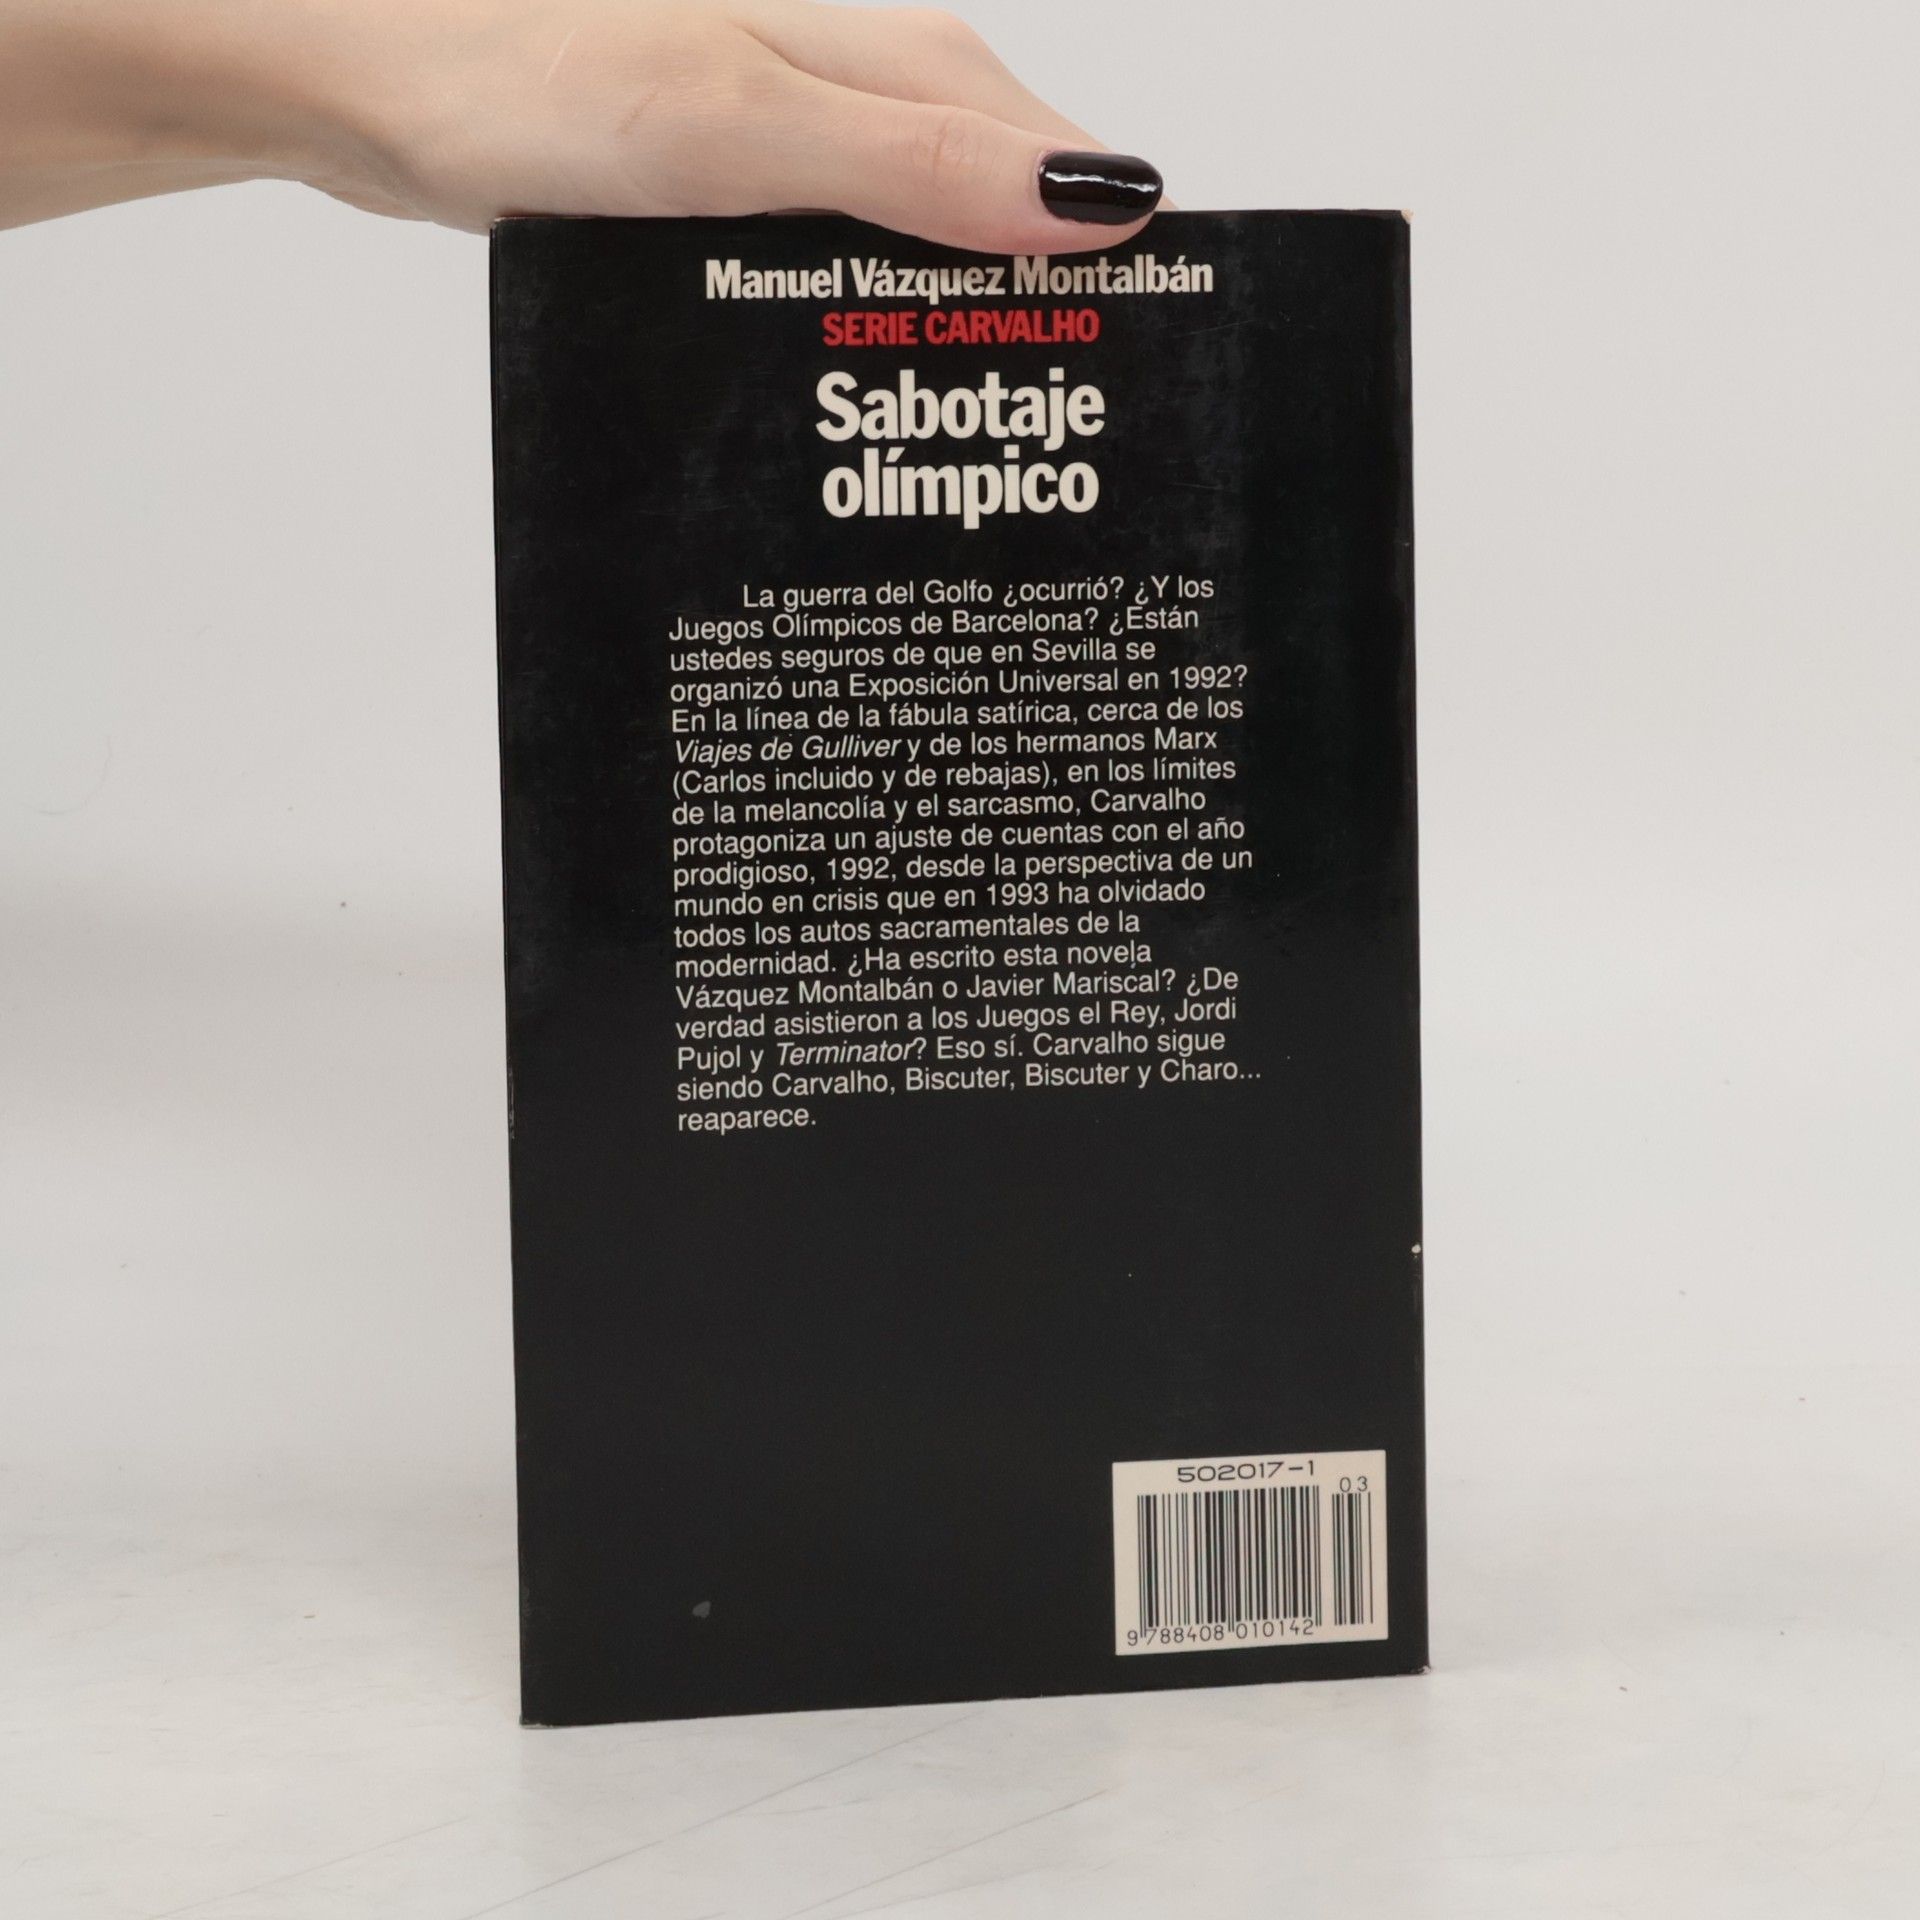 Manuel Vázquez Montalbán
SERIE CARVALHO
Sabotaje
olímpico
La guerra del Golfo ¿ocurrió? ¿Y los
Juegos Olímpicos de Barcelona? ¿Están
ustedes seguros de que en Sevilla se
organizó una Exposición Universal en 1992?
En la línea de la fábula satírica, cerca de los
Viajes de Gulliver y de los hermanos Marx
(Carlos incluido y de rebajas), en los límites
de la melancolía y el sarcasmo, Carvalho
protagoniza un ajuste de cuentas con el año
prodigioso, 1992, desde la perspectiva de un
mundo en crisis que en 1993 ha olvidado
todos los autos sacramentales de la
modernidad. ¿Ha escrito esta novela
Vázquez Montalbán o Javier Mariscal? ¿De
verdad asistieron a los Juegos el Rey, Jordi
Pujol y Terminator? Eso sí. Carvalho sigue
siendo Carvalho, Biscuter, Biscuter y Charo...
reaparece.
502017-1
03
9 788408 010142